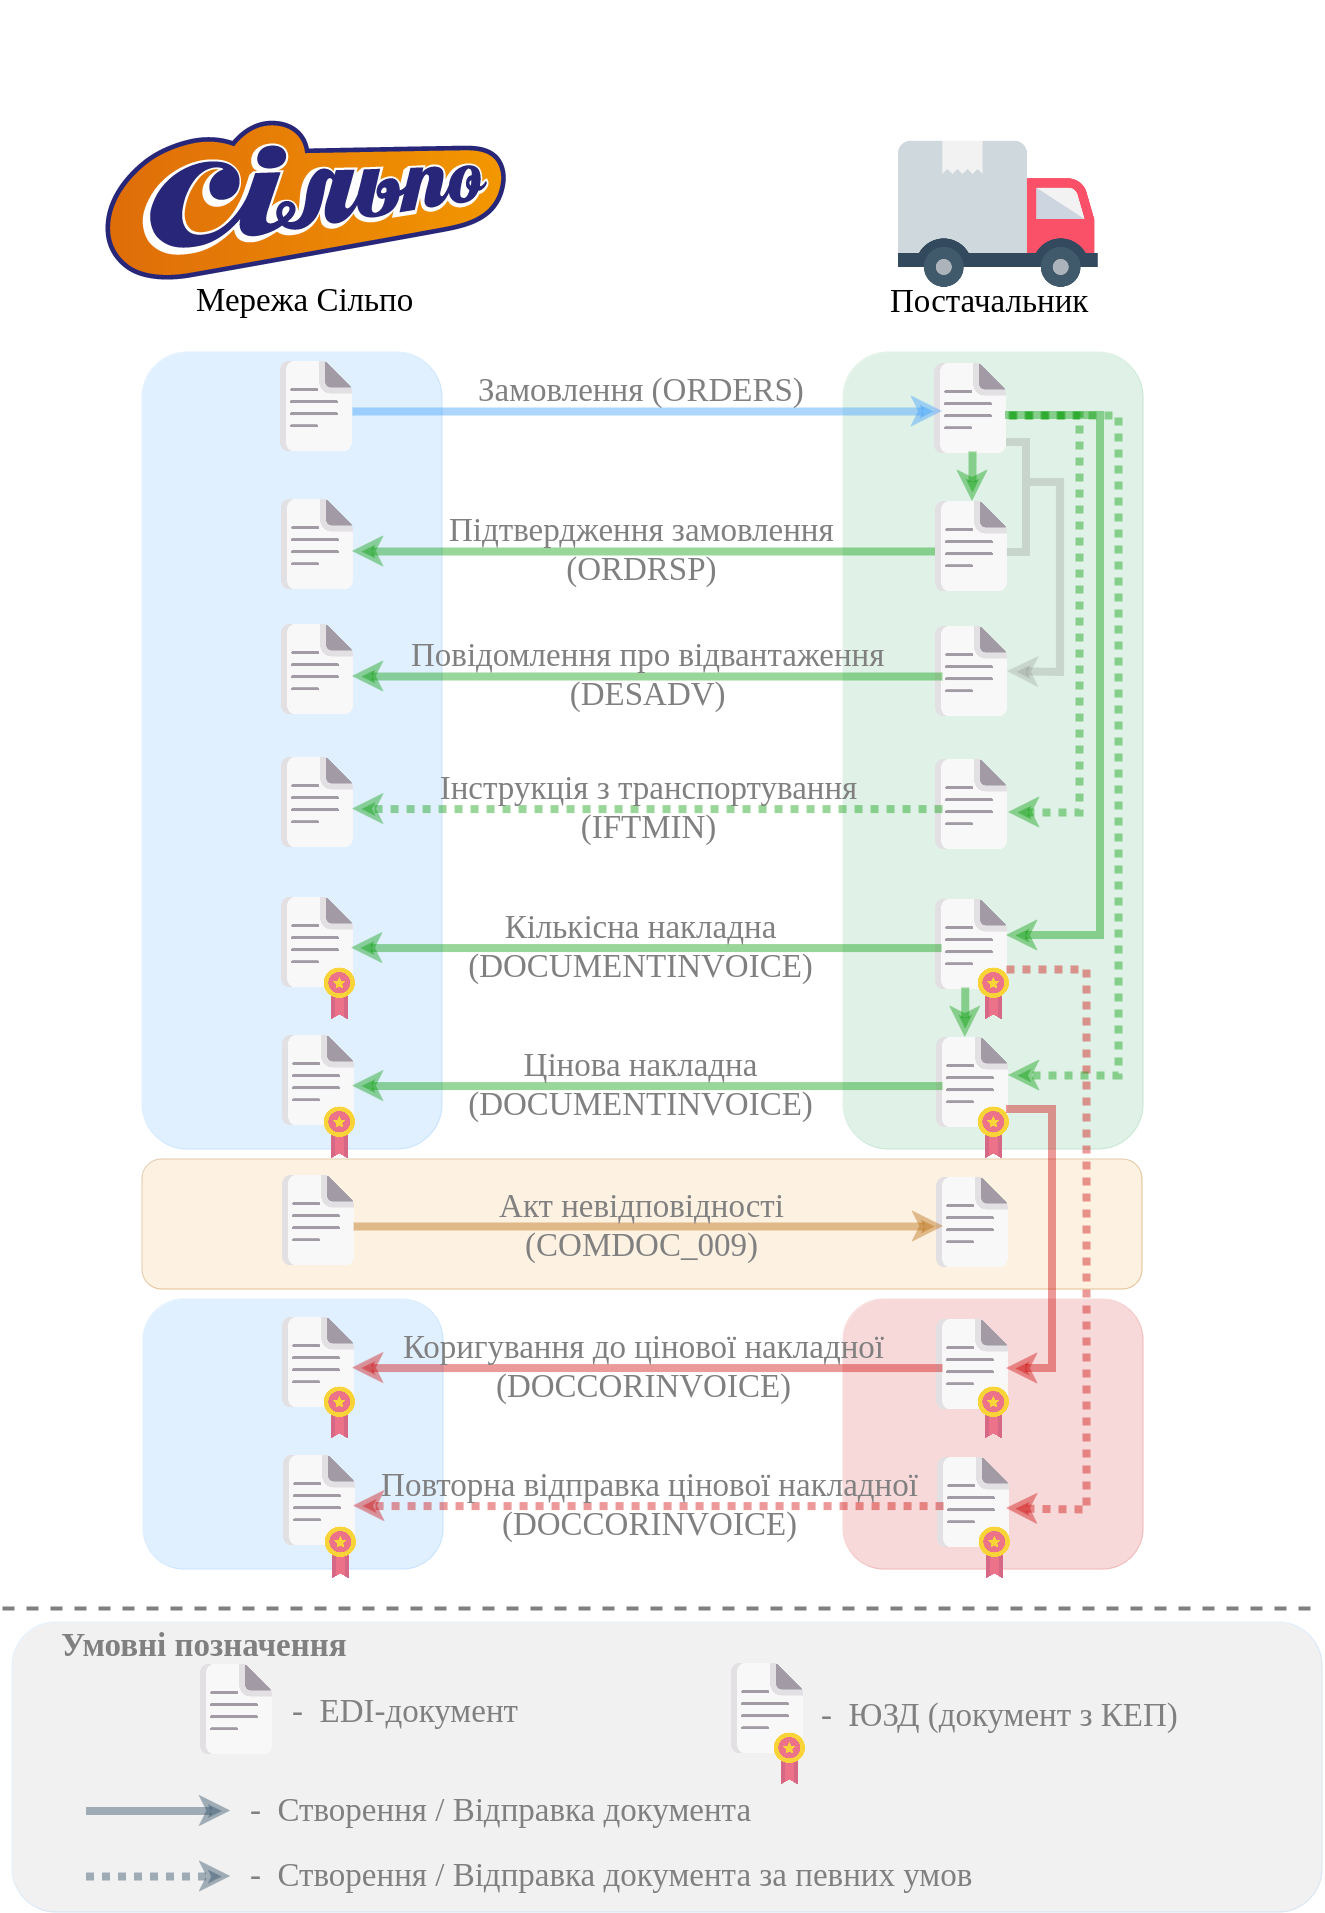 Сільпо
Мережа Сільпо
Постачальник
Замовлення (ORDERS)
Підтвердження замовлення
(ORDRSP)
Повідомлення про відвантаження
(DESADV)
Інструкція з транспортування
(IFTMIN)
Кількісна накладна
(DOCUMENTINVOICE)
Цінова накладна
(DOCUMENTINVOICE)
Акт невідповідності
(COMDOC_009)
Коригування до цінової накладної
(DOCCORINVOICE)
Повторна відправка цінової накладної
(DOCCORINVOICE)
Умовні позначення
- EDI-документ
- ЮЗД (документ з КЕП)
- Створення / Відправка документа
- Створення / Відправка документа за певних умов